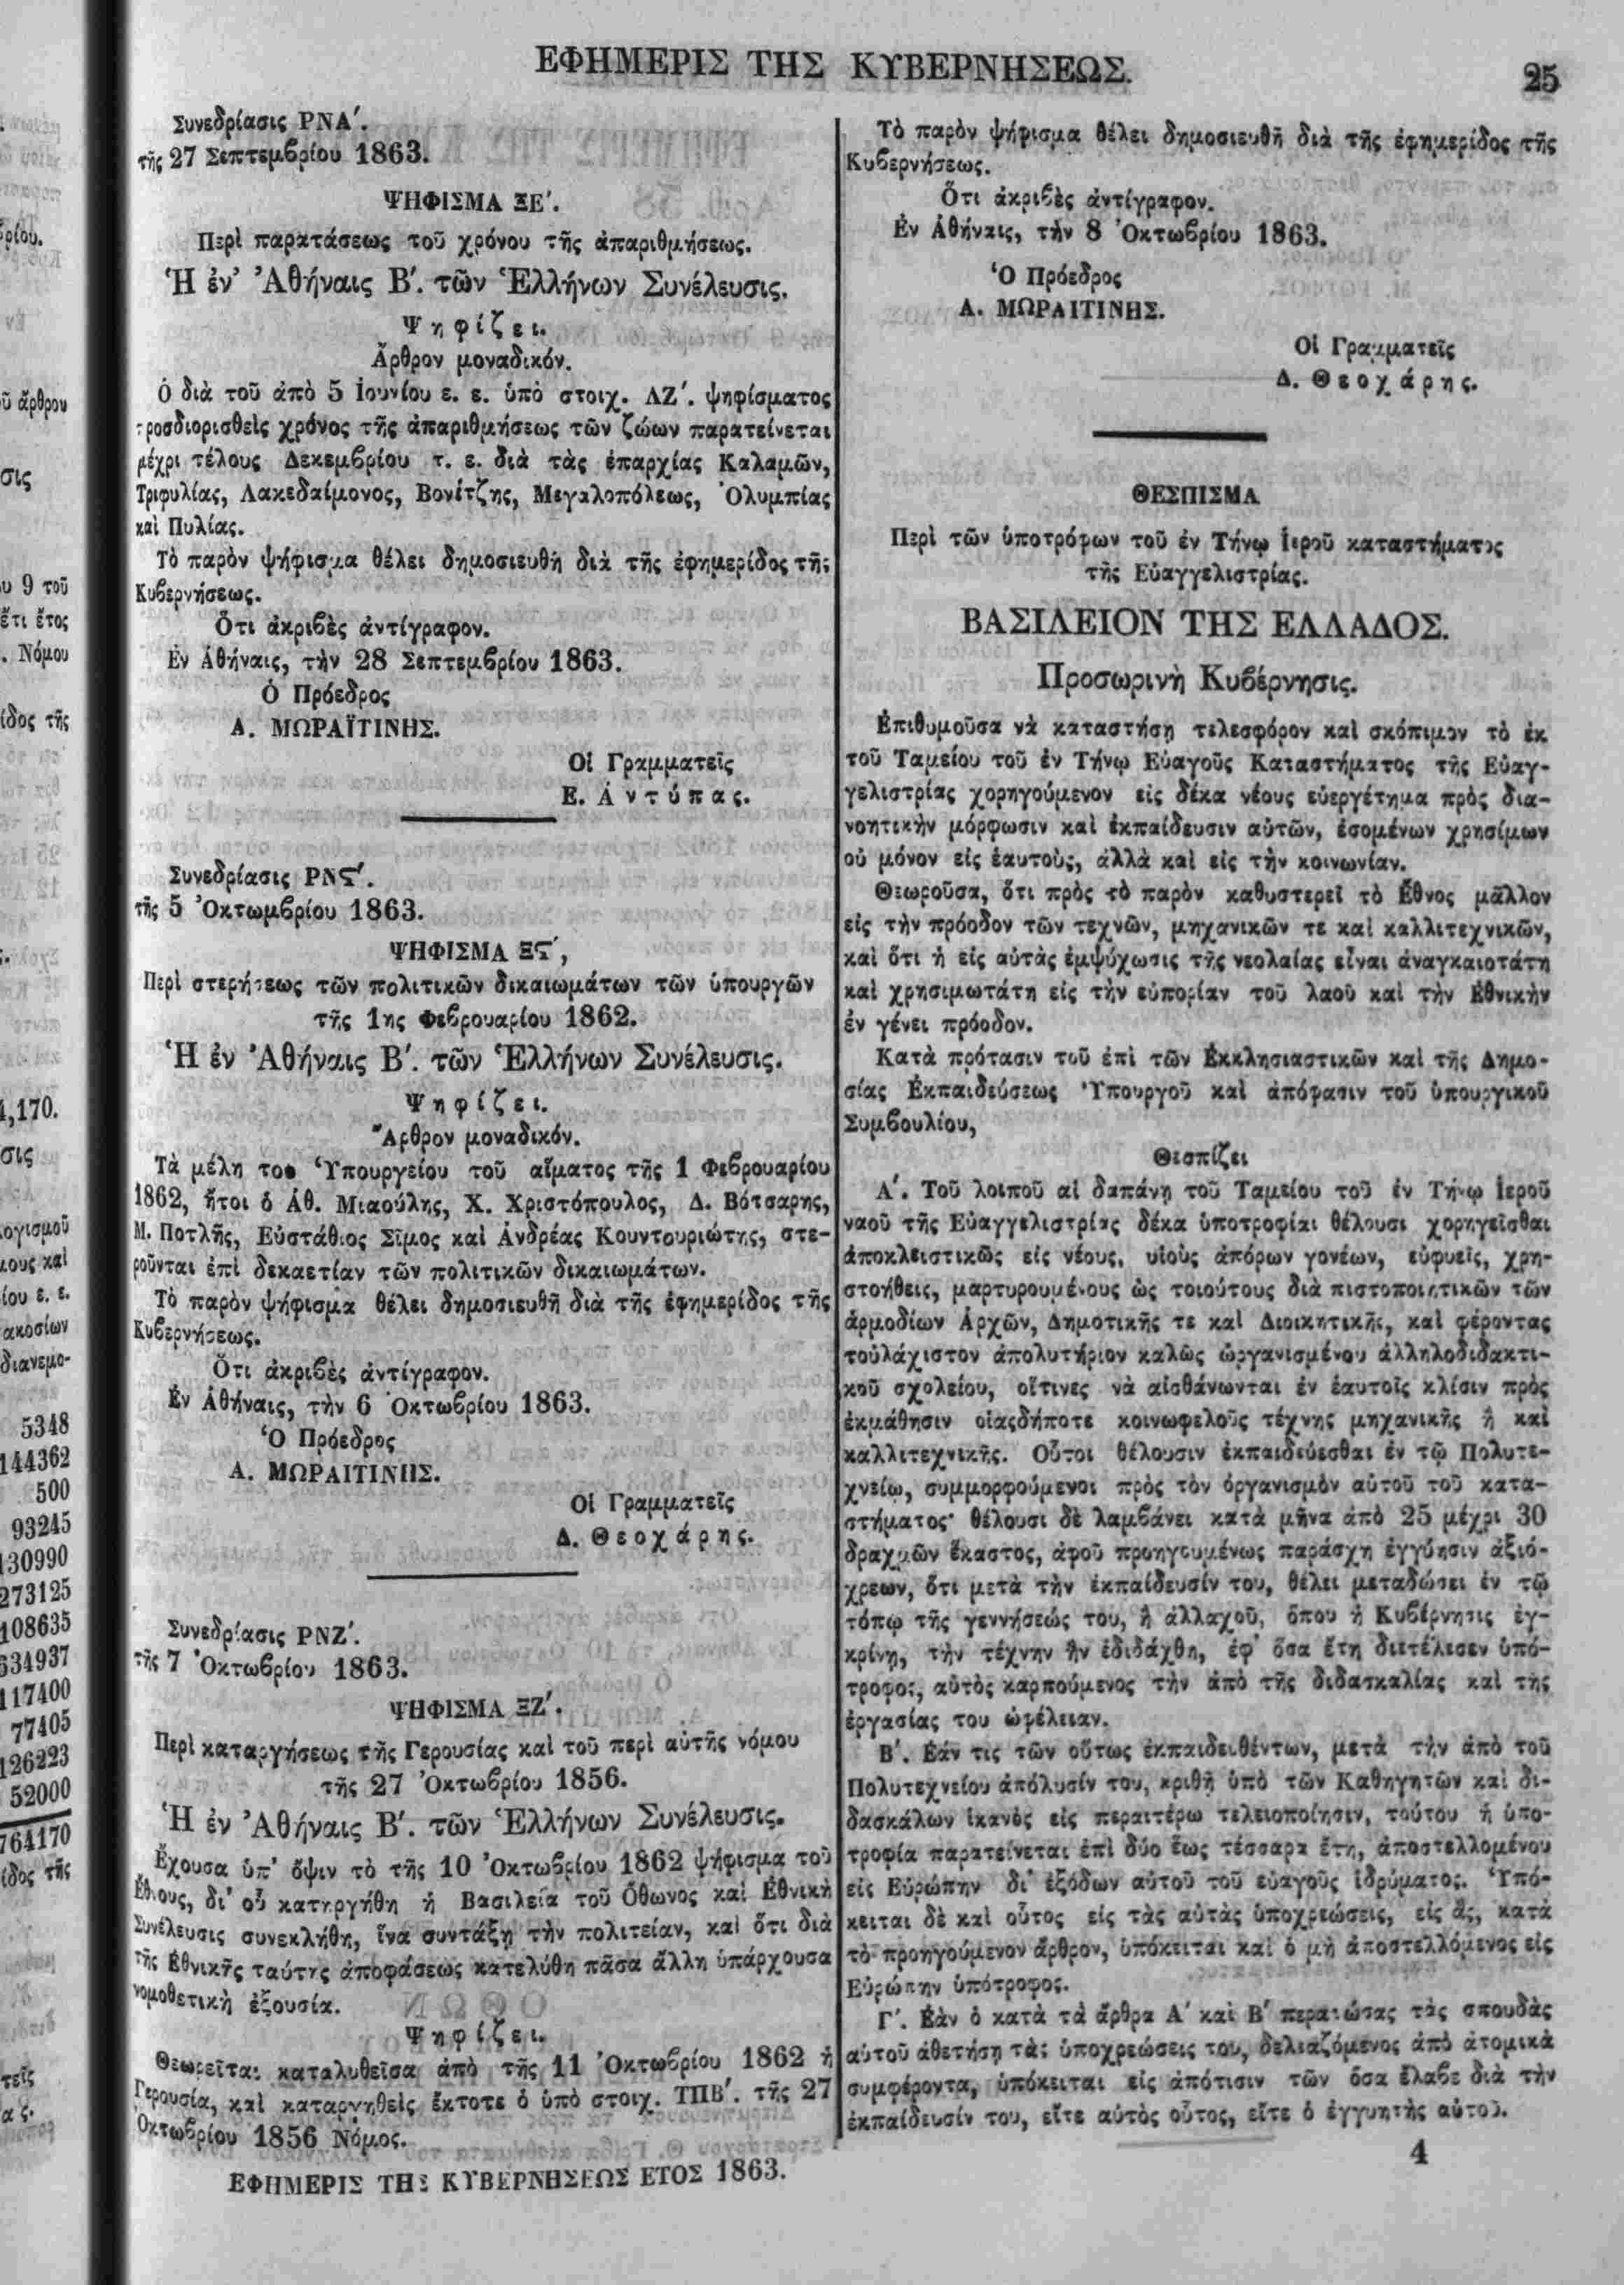 ΕΦΗΜΕΡΙΣ ΤΗΣ ΚΥΒΕΡΝΗΣΕΩΣ.
25
Συνεδρίασις ΡΝΔ´.
τῆς 27 Σεπτεμβρίου 1863.
ΨΗΦΙΣΜΑ ΞΕ´.
Περὶ παρατάσεως τοῦ χρόνου τῆς ἀπαριθμήσεως.
Ἡ ἐν' Ἀθήναις Β´. τῶν Ἑλλήνων Συνέλευσις.
Ψηφίζει.
Ἄρθρον μοναδικόν.
Ὁ διὰ τοῦ ἀπὸ 5 Ἰουνίου ἐ. ἔ. ὑπὸ στοιχ. ΛΖ´. ψηφίσματος
προσδιορισθεὶς χρόνος τῆς ἀπαριθμήσεως τῶν ζώων παρατείνεται
μέχρι τέλους Δεκεμβρίου τ. ἔ. διὰ τὰς ἐπαρχίας Καλαμῶν,
Τριφυλίας, Λακεδαίμονος, Βονίτζης, Μεγαλοπόλεως, Ὀλυμπίας
καὶ Πυλίας.
Τὸ παρὸν ψήφισμα θέλει δημοσιευθῆ διὰ τῆς ἐφημερίδος τῆς
Κυβερνήσεως.
Ὅτι ἀκριβὲς ἀντίγραφον.
Ἐν Ἀθήναις, τὴν 28 Σεπτεμβρίου 1863.
Ὁ Πρόεδρος
Α. ΜΩΡΑΪΤΙΝΗΣ.
Οἱ Γραμματεῖς
Ε. Ἀντύπας.
Συνεδρίασις ΡΝϚ´.
τῆς 5 Ὀκτωμβρίου 1863.
ΨΗΦΙΣΜΑ ΞϚ´,
Περὶ στερήσεως τῶν πολιτικῶν δικαιωμάτων τῶν ὑπουργῶν
τῆς 1ης Φεβρουαρίου 1862.
Ἡ ἐν Ἀθήναις Β´. τῶν Ἑλλήνων Συνέλευσις.
Ψηφίζει.
Ἄρθρον μοναδικόν.
Τὰ μέλη τοῦ Ὑπουργείου τοῦ αἵματος τῆς 1 Φεβρουαρίου
1862, ἤτοι ὁ Ἀθ. Μιαούλης, Χ. Χριστόπουλος, Δ. Βότσαρης,
Μ. Ποτλῆς, Εὐστάθιος Σῖμος καὶ Ἀνδρέας Κουντουριώτης, στε-
ροῦνται ἐπὶ δεκαετίαν τῶν πολιτικῶν δικαιωμάτων.
Τὸ παρὸν ψήφισμα θέλει δημοσιευθῆ διὰ τῆς ἐφημερίδος τῆς
Κυβερνήσεως.
Ὅτι ἀκριβὲς ἀντίγραφον.
Ἐν Ἀθήναις, τὴν 6 Ὀκτωβρίου 1863.
Ὁ Πρόεδρος
Α. ΜΩΡΑΙΤΙΝΗΣ.
Οἱ Γραμματεῖς
Δ. Θεοχάρης.
Συνεδρίασις ΡΝΖ´.
τῆς 7 Ὀκτωβρίου 1863.
ΨΗΦΙΣΜΑ ΞΖ´.
Περὶ καταργήσεως τῆς Γερουσίας καὶ τοῦ περὶ αὐτῆς νόμου
τῆς 27 Ὀκτωβρίου 1856.
Ἡ ἐν Ἀθήναις Β´. τῶν Ἑλλήνων Συνέλευσις.
Ἔχουσα ὑπ' ὄψιν τὸ τῆς 10 Ὀκτωβρίου 1862 ψήφισμα τοῦ
Ἔθνους, δι' οὗ κατηργήθη ἡ Βασιλεία τοῦ Ὄθωνος καὶ Ἐθνικὴ
Συνέλευσις συνεκλήθη, ἵνα συντάξῃ τὴν πολιτείαν, καὶ ὅτι διὰ
τῆς Ἐθνικῆς ταύτης ἀποφάσεως κατελύθη πᾶσα ἄλλη ὑπάρχουσα
νομοθετικὴ ἐξουσία.
Ψηφίζει.
Θεωρεῖται καταλυθεῖσα ἀπὸ τῆς 11 Ὀκτωβρίου 1862 ἡ
Γερουσία, καὶ καταργηθεὶς ἔκτοτε ὁ ὑπὸ στοιχ. ΤΠΒ´. τῆς 27
Ὀκτωβρίου 1856 Νόμος.
ΕΦΗΜΕΡΙΣ ΤΗΣ ΚΥΒΕΡΝΗΣΕΩΣ ΕΤΟΣ 1863.
Τὸ παρὸν ψήφισμα θέλει δημοσιευθῆ διὰ τῆς ἐφημερίδος τῆς
Κυβερνήσεως.
Ὅτι ἀκριβὲς ἀντίγραφον.
Ἐν Ἀθήναις, τὴν 8 Ὀκτωβρίου 1863.
Ὁ Πρόεδρος
Α. ΜΩΡΑΙΤΙΝΗΣ.
Οἱ Γραμματεῖς
Δ. Θεοχάρης.
ΘΕΣΠΙΣΜΑ
Περὶ τῶν ὑποτρόφων τοῦ ἐν Τήνῳ Ἱεροῦ καταστήματος
τῆς Εὐαγγελιστρίας.
ΒΑΣΙΛΕΙΟΝ ΤΗΣ ΕΛΛΑΔΟΣ.
Προσωρινὴ Κυβέρνησις.
Ἐπιθυμοῦσα νὰ καταστήσῃ τελεσφόρον καὶ σκόπιμον τὸ ἐκ
τοῦ Ταμείου τοῦ ἐν Τήνῳ Εὐαγοῦς Καταστήματος τῆς Εὐαγ-
γελιστρίας χορηγούμενον εἰς δέκα νέους εὐεργέτημα πρὸς δια-
νοητικὴν μόρφωσιν καὶ ἐκπαίδευσιν αὐτῶν, ἐσομένων χρησίμων
οὐ μόνον εἰς ἑαυτοὺς, ἀλλὰ καὶ εἰς τὴν κοινωνίαν.
Θεωροῦσα, ὅτι πρὸς τὸ παρὸν καθυστερεῖ τὸ Ἔθνος μᾶλλον
εἰς τὴν πρόοδον τῶν τεχνῶν, μηχανικῶν τε καὶ καλλιτεχνικῶν,
καὶ ὅτι ἡ εἰς αὐτὰς ἐμψύχωσις τῆς νεολαίας εἶναι ἀναγκαιοτάτη
καὶ χρησιμωτάτη εἰς τὴν εὐπορίαν τοῦ λαοῦ καὶ τὴν Ἐθνικὴν
ἐν γένει πρόοδον.
Κατὰ πρότασιν τοῦ ἐπὶ τῶν Ἐκκλησιαστικῶν καὶ τῆς Δημο-
σίας Ἐκπαιδεύσεως Ὑπουργοῦ καὶ ἀπόφασιν τοῦ ὑπουργικοῦ
Συμβουλίου,
Θεσπίζει
Α´. Τοῦ λοιποῦ αἱ δαπάνῃ τοῦ Ταμείου τοῦ ἐν Τήνῳ Ἱεροῦ
ναοῦ τῆς Εὐαγγελιστρίας δέκα ὑποτροφίαι θέλουσι χορηγεῖσθαι
ἀποκλειστικῶς εἰς νέους, υἱοὺς ἀπόρων γονέων, εὐφυεῖς, χρη-
στοήθεις, μαρτυρουμένους ὡς τοιούτους διὰ πιστοποιητικῶν τῶν
ἁρμοδίων Ἀρχῶν, Δημοτικῆς τε καὶ Διοικητικῆς, καὶ φέροντας
τοὐλάχιστον ἀπολυτήριον καλῶς ὠργανισμένου ἀλληλοδιδακτι-
κοῦ σχολείου, οἵτινες νὰ αἰσθάνωνται ἐν ἑαυτοῖς κλίσιν πρὸς
ἐκμάθησιν οἱασδήποτε κοινωφελοῦς τέχνης μηχανικῆς ἢ καὶ
καλλιτεχνικῆς. Οὗτοι θέλουσιν ἐκπαιδεύεσθαι ἐν τῷ Πολυτε-
χνείῳ, συμμορφούμενοι πρὸς τὸν ὀργανισμὸν αὐτοῦ τοῦ κατα-
στήματος· θέλουσι δὲ λαμβάνει κατὰ μῆνα ἀπὸ 25 μέχρι 30
δραχμῶν ἕκαστος, ἀφοῦ προηγουμένως παράσχῃ ἐγγύησιν ἀξιό-
χρεων, ὅτι μετὰ τὴν ἐκπαίδευσίν του, θέλει μεταδώσει ἐν τῷ
τόπῳ τῆς γεννήσεώς του, ἢ ἀλλαχοῦ, ὅπου ἡ Κυβέρνησις ἐγ-
κρίνῃ, τὴν τέχνην ἣν ἐδιδάχθη, ἐφ' ὅσα ἔτη διετέλεσεν ὑπό-
τροφος, αὐτὸς καρπούμενος τὴν ἀπὸ τῆς διδασκαλίας καὶ τῆς
ἐργασίας του ὠφέλειαν.
Β´. Ἐάν τις τῶν οὕτως ἐκπαιδευθέντων, μετὰ τὴν ἀπὸ τοῦ
Πολυτεχνείου ἀπόλυσίν του, κριθῇ ὑπὸ τῶν Καθηγητῶν καὶ δι-
δασκάλων ἱκανὸς εἰς περαιτέρω τελειοποίησιν, τούτου ἡ ὑπο-
τροφία παρατείνεται ἐπὶ δύο ἕως τέσσαρα ἔτη, ἀποστελλομένου
εἰς Εὐρώπην δι' ἐξόδων αὐτοῦ τοῦ εὐαγοῦς ἱδρύματος. Ὑπό-
κειται δὲ καὶ οὗτος εἰς τὰς αὐτὰς ὑποχρεώσεις, εἰς ἃς, κατὰ
τὸ προηγούμενον ἄρθρον, ὑπόκειται καὶ ὁ μὴ ἀποστελλόμενος εἰς
Εὐρώπην ὑπότροφος.
Γ´. Ἐὰν ὁ κατὰ τὰ ἄρθρα Α´ καὶ Β´ περατώσας τὰς σπουδὰς
αὑτοῦ ἀθετήσῃ τὰς ὑποχρεώσεις του, δελεαζόμενος ἀπὸ ἀτομικὰ
συμφέροντα, ὑπόκειται εἰς ἀπότισιν τῶν ὅσα ἔλαβε διὰ τὴν
ἐκπαίδευσίν του, εἴτε αὐτὸς οὗτος, εἴτε ὁ ἐγγυητὴς αὐτοῦ.
4